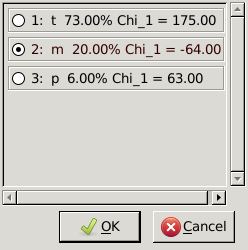 1: t 73.00% Chi_1 = 175.00
2: m 20.00% Chi_1 = -64.00
3: p 6.00% Chi_1 = 63.00
OK
Cancel